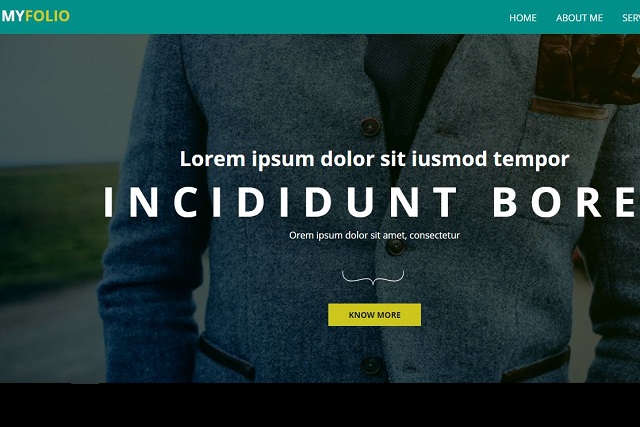 MYFOLIO
HOME ABOUT ME
Lorem ipsum dolor sit iusmod tempor
INCIDIDUNT BORE
Orem ipsum dolor sit amet, consectetur
KNOW MORE